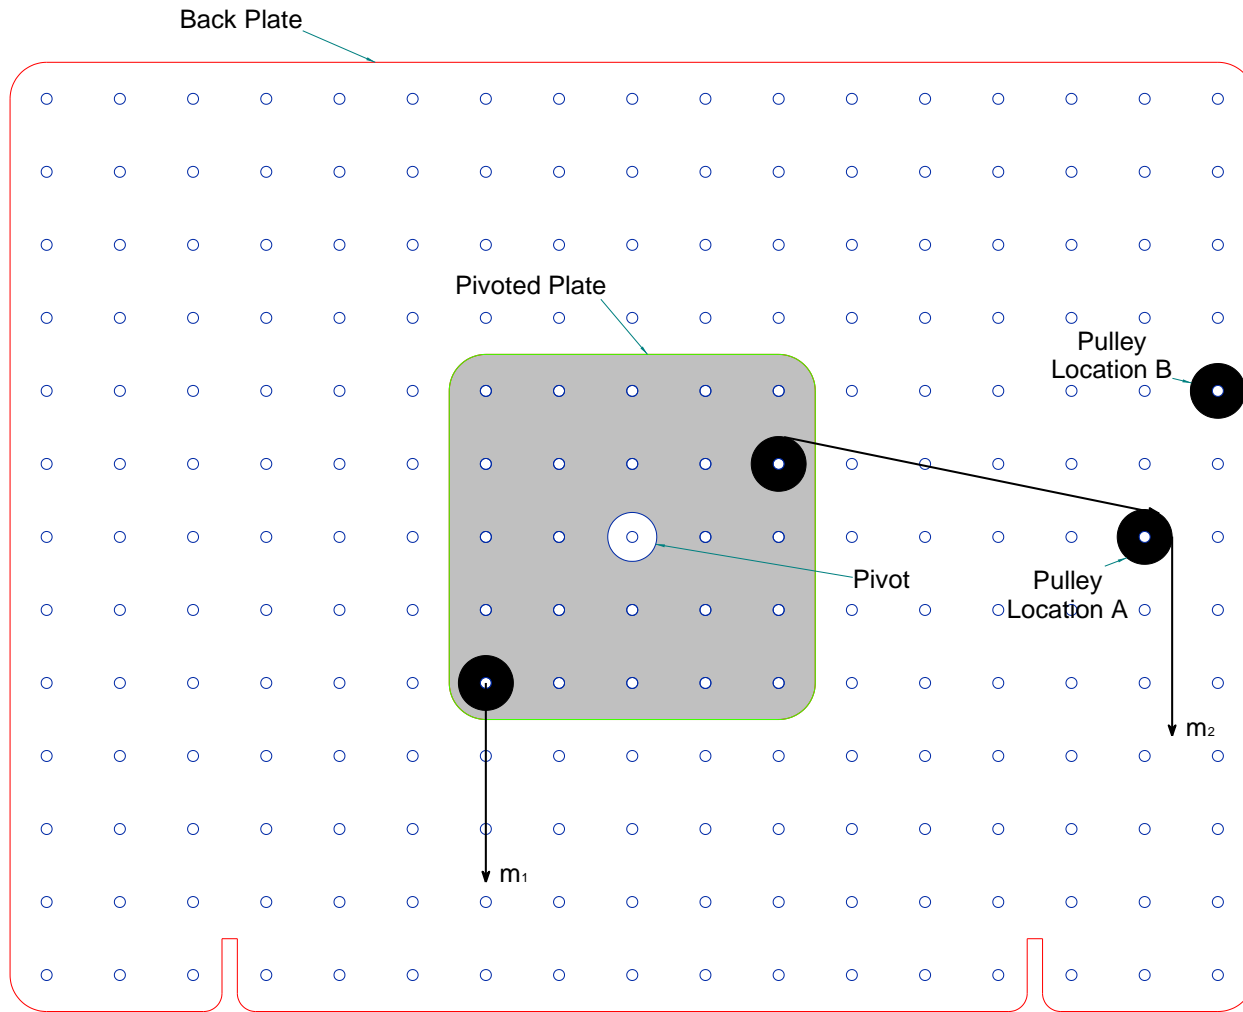 Back Plate
Pivoted Plate
Pulley
Location B
Pivot
Pulley
Location A
m₂
m₁